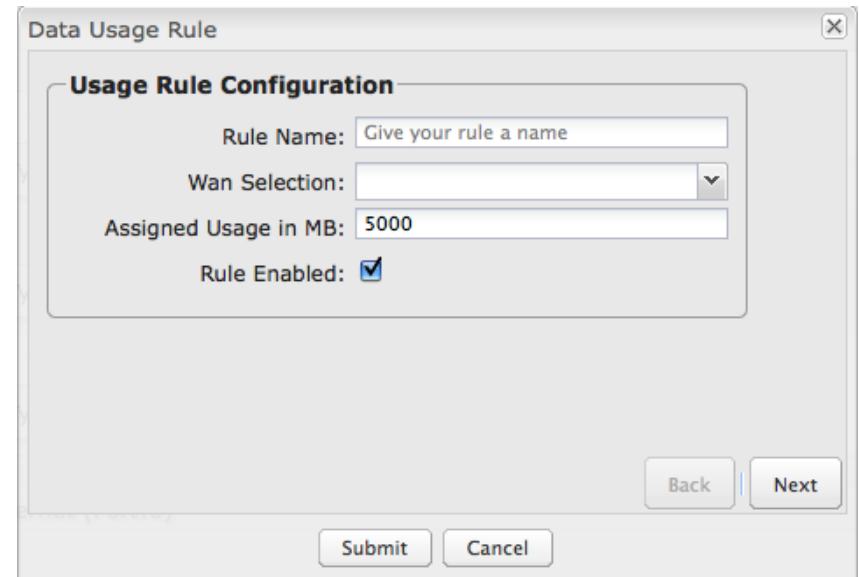 Data Usage Rule
Usage Rule Configuration
Rule Name: Give your rule a name
Wan Selection:
Assigned Usage in MB: 5000
Rule Enabled:
Back Next
Submit Cancel